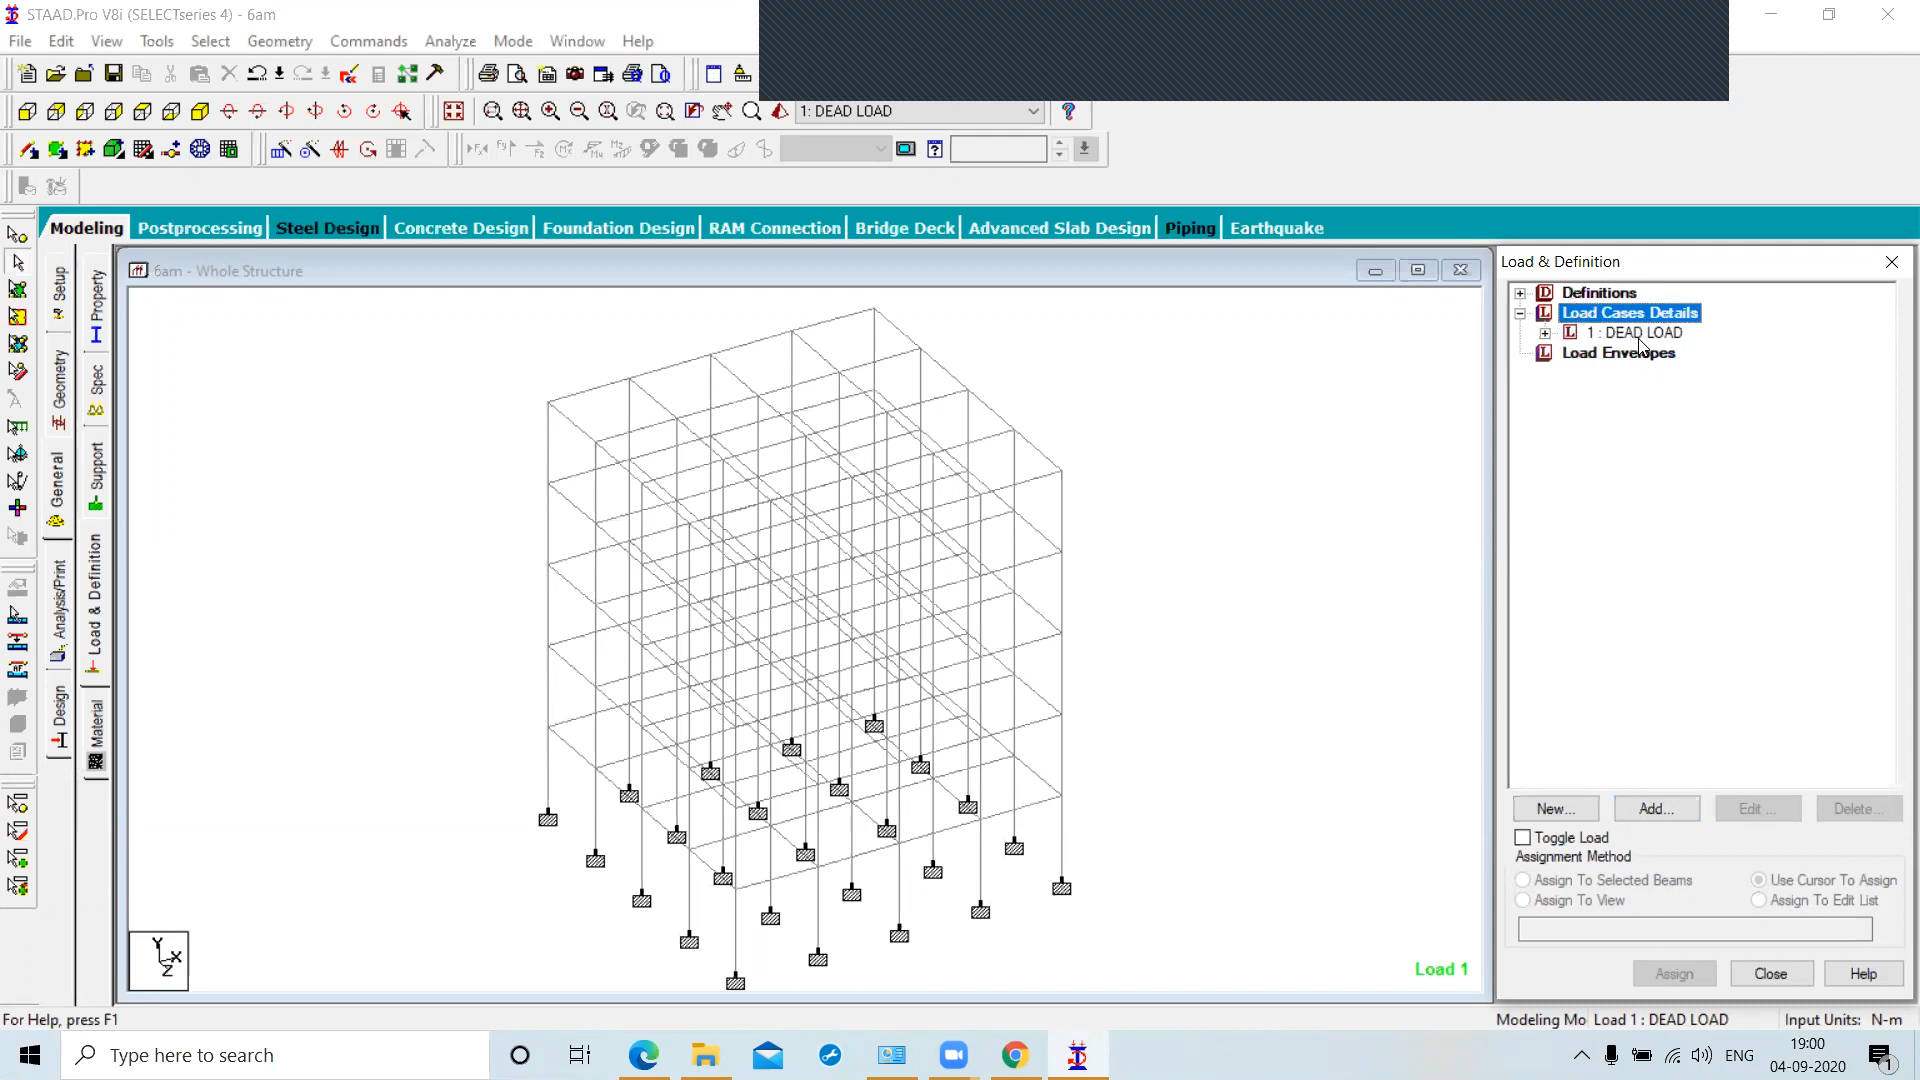 STAAD.Pro V8i (SELECTseries 4) - 6am
File Edit View Tools Select Geometry Commands Analyze Mode Window Help
1: DEAD LOAD
Modeling Postprocessing Steel Design Concrete Design Foundation Design RAM Connection Bridge Deck Advanced Slab Design Piping Earthquake
Setup
Geometry
General
Analysis/Print
Design
Property
Spec
Support
Load & Definition
Material
6am - Whole Structure
Y
X
Z
Load 1
Load & Definition
Definitions
Load Cases Details
1 : DEAD LOAD
Load Envelopes
New... Add... Edit ... Delete...
Toggle Load
Assignment Method
Assign To Selected Beams Use Cursor To Assign
Assign To View Assign To Edit List
Assign Close Help
For Help, press F1
Modeling Mo Load 1 : DEAD LOAD Input Units: N-m
Type here to search
ENG
19:00
04-09-2020
1